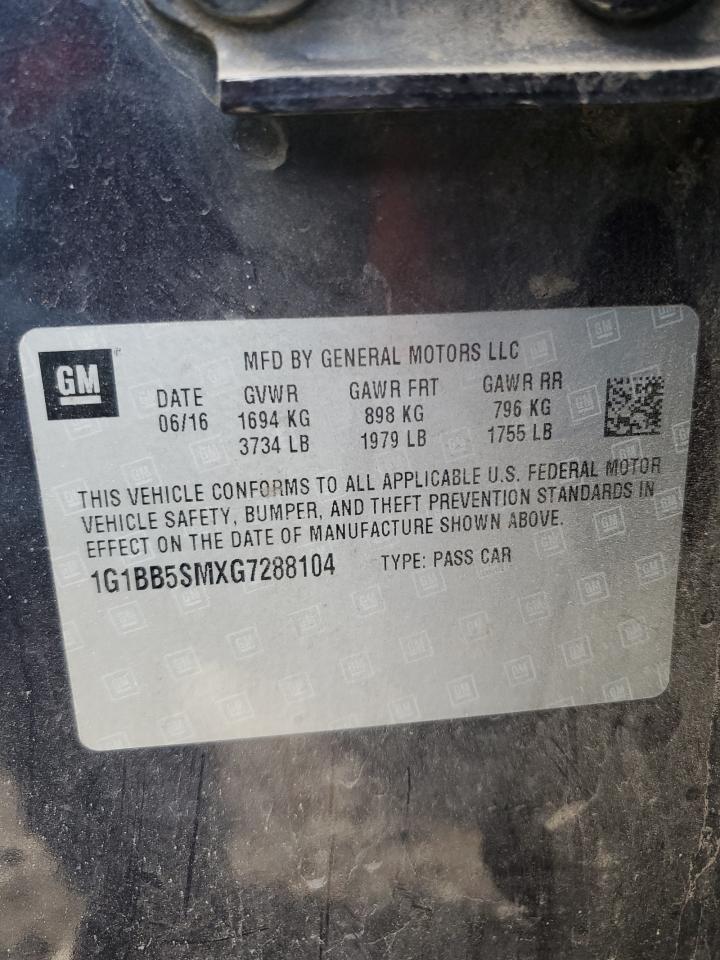 GM
MFD BY GENERAL MOTORS LLC
DATE GVWR GAWR FRT GAWR RR
06/16 1694 KG 898 KG 796 KG
3734 LB 1979 LB 1755 LB
THIS VEHICLE CONFORMS TO ALL APPLICABLE U.S. FEDERAL MOTOR
VEHICLE SAFETY, BUMPER, AND THEFT PREVENTION STANDARDS IN
EFFECT ON THE DATE OF MANUFACTURE SHOWN ABOVE.
1G1BB5SMXG7288104 TYPE: PASS CAR